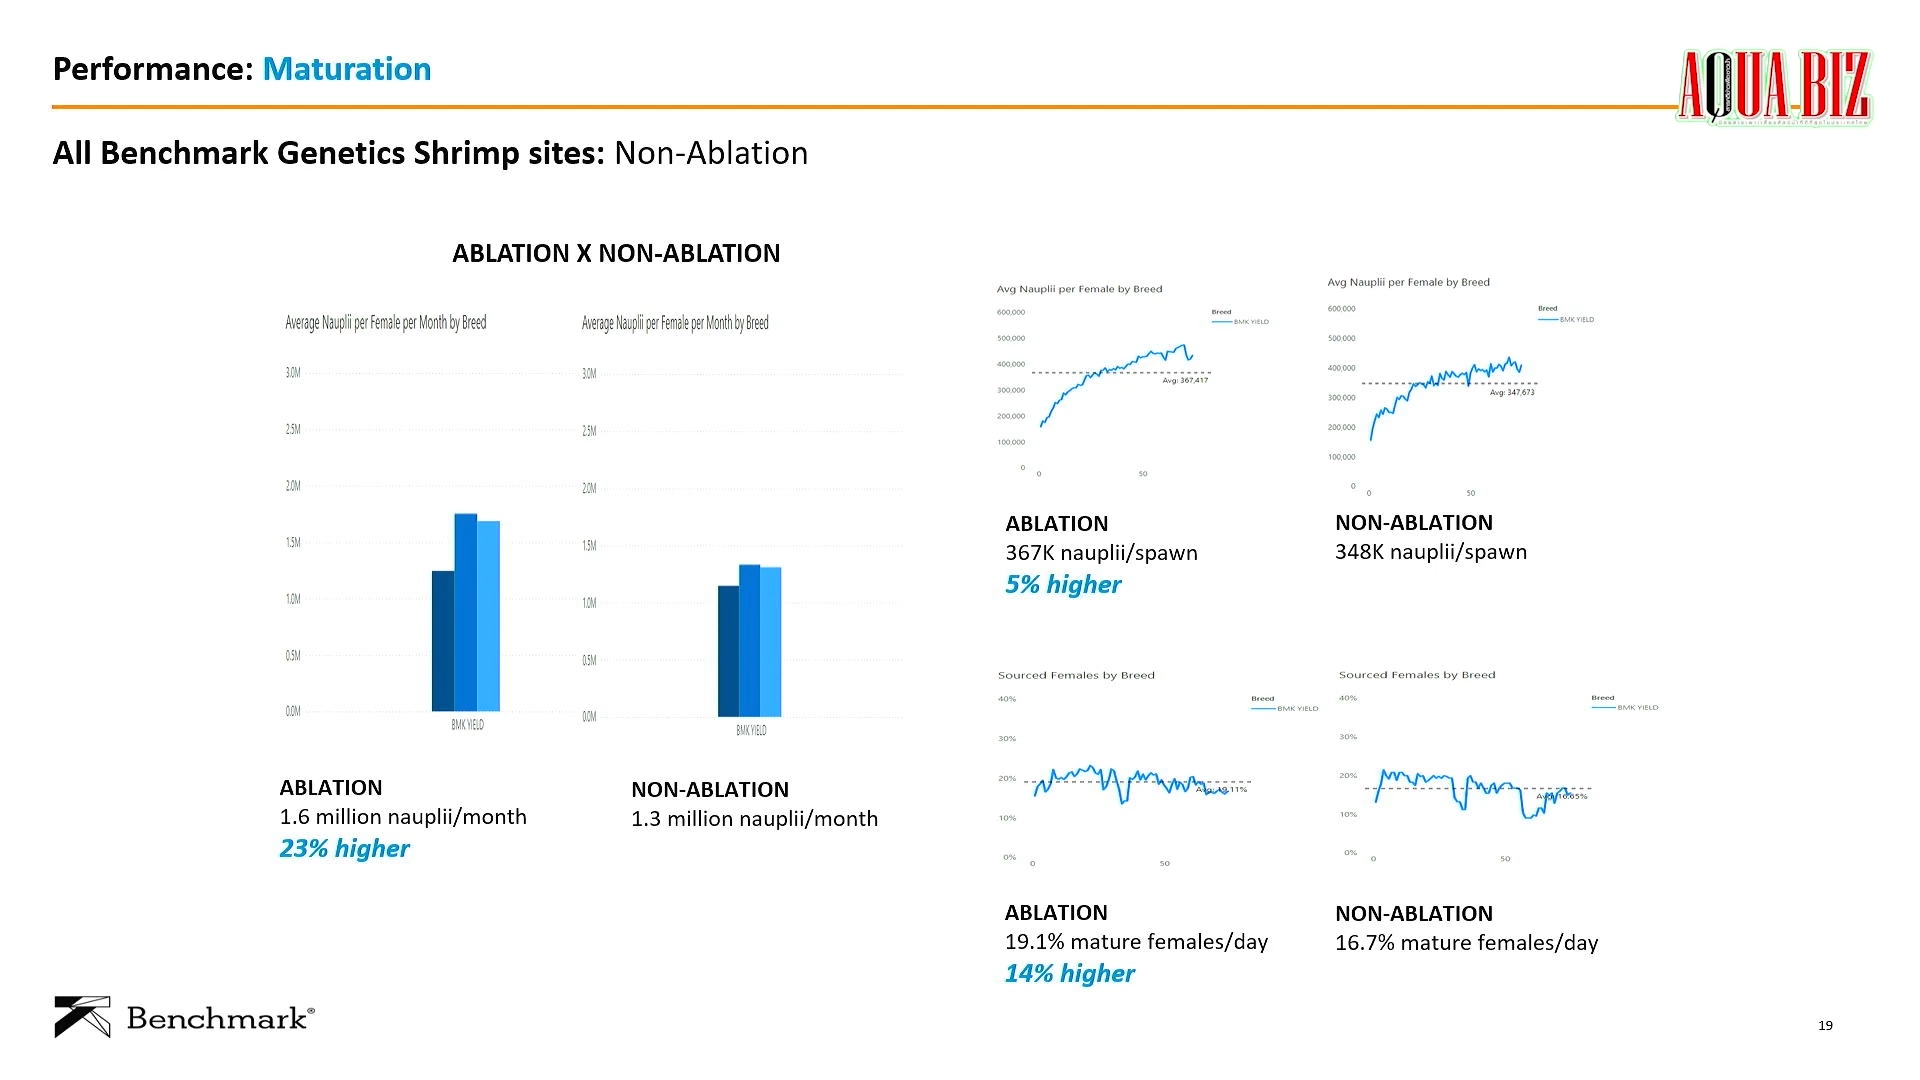 Performance: Maturation
AQUA BIZ
All Benchmark Genetics Shrimp sites: Non-Ablation
ABLATION X NON-ABLATION
Average Nauplii per Female per Month by Breed
3.0M
2.5M
2.0M
1.5M
1.0M
0.5M
0.0M
BMK YIELD
ABLATION
1.6 million nauplii/month
23% higher
Average Nauplii per Female per Month by Breed
3.0M
2.5M
2.0M
1.5M
1.0M
0.5M
0.0M
BMK YIELD
NON-ABLATION
1.3 million nauplii/month
Avg Nauplii per Female by Breed
Breed
BMK YIELD
600,000
500,000
400,000
300,000
200,000
100,000
0
Avg: 367,417
0 50
ABLATION
367K nauplii/spawn
5% higher
Avg Nauplii per Female by Breed
Breed
BMK YIELD
600,000
500,000
400,000
300,000
200,000
100,000
0
Avg: 347,673
0 50
NON-ABLATION
348K nauplii/spawn
Sourced Females by Breed
Breed
BMK YIELD
40%
30%
20%
10%
0%
Avg: 19.11%
0 50
ABLATION
19.1% mature females/day
14% higher
Sourced Females by Breed
Breed
BMK YIELD
40%
30%
20%
10%
0%
Avg: 16.65%
0 50
NON-ABLATION
16.7% mature females/day
Benchmark®
19